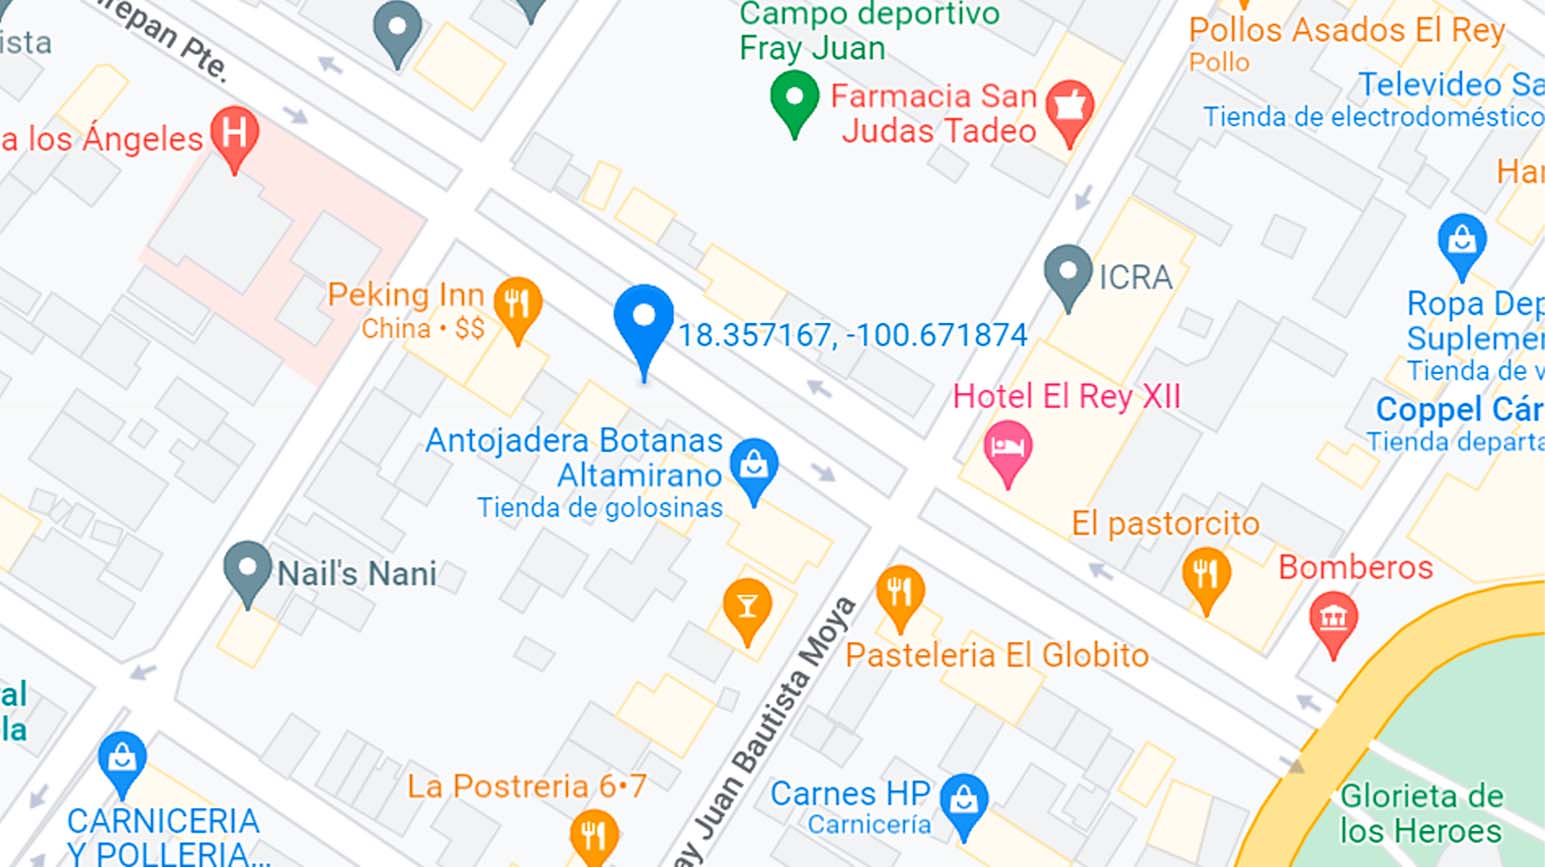 repan Pte.
ista
Campo deportivo
Fray Juan
Pollos Asados El Rey
Pollo
Televideo Sa
Tienda de electrodoméstico
Farmacia San
Judas Tadeo
a los Ángeles
H
Har
ICRA
Peking Inn
China • $$
18.357167, -100.671874
Ropa Dep
Suplemer
Tienda de v
Hotel El Rey XII
Coppel Cár
Tienda departa
Antojadera Botanas
Altamirano
Tienda de golosinas
El pastorcito
Bomberos
Nail's Nani
Pasteleria El Globito
ay Juan Bautista Moya
al
la
La Postreria 6•7
Carnes HP
Carnicería
Glorieta de
los Heroes
CARNICERIA
Y POLLERIA...